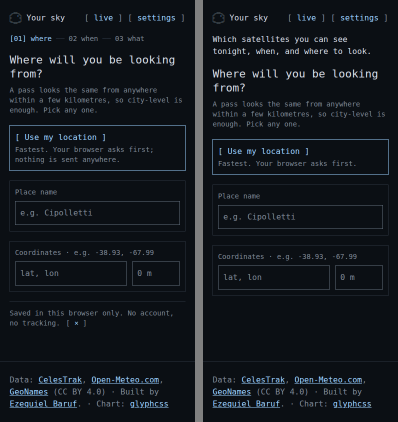 Your sky [ live ] [ settings ]
[01] where — 02 when — 03 what
Where will you be looking
from?
A pass looks the same from anywhere
within a few kilometres, so city-level is
enough. Pick any one.
[ Use my location ]
Fastest. Your browser asks first;
nothing is sent anywhere.
Place name
e.g. Cipolletti
Coordinates · e.g. -38.93, -67.99
lat, lon
0 m
Saved in this browser only. No account,
no tracking. [ × ]
Data: CelesTrak, Open-Meteo.com,
GeoNames (CC BY 4.0) · Built by
Ezequiel Baruf. · Chart: glyphcss
Your sky [ live ] [ settings ]
Which satellites you can see
tonight, when, and where to look.
Where will you be looking
from?
A pass looks the same from anywhere
within a few kilometres, so city-level is
enough. Pick any one.
[ Use my location ]
Fastest. Your browser asks first.
Place name
e.g. Cipolletti
Coordinates · e.g. -38.93, -67.99
lat, lon
0 m
Data: CelesTrak, Open-Meteo.com,
GeoNames (CC BY 4.0) · Built by
Ezequiel Baruf. · Chart: glyphcss